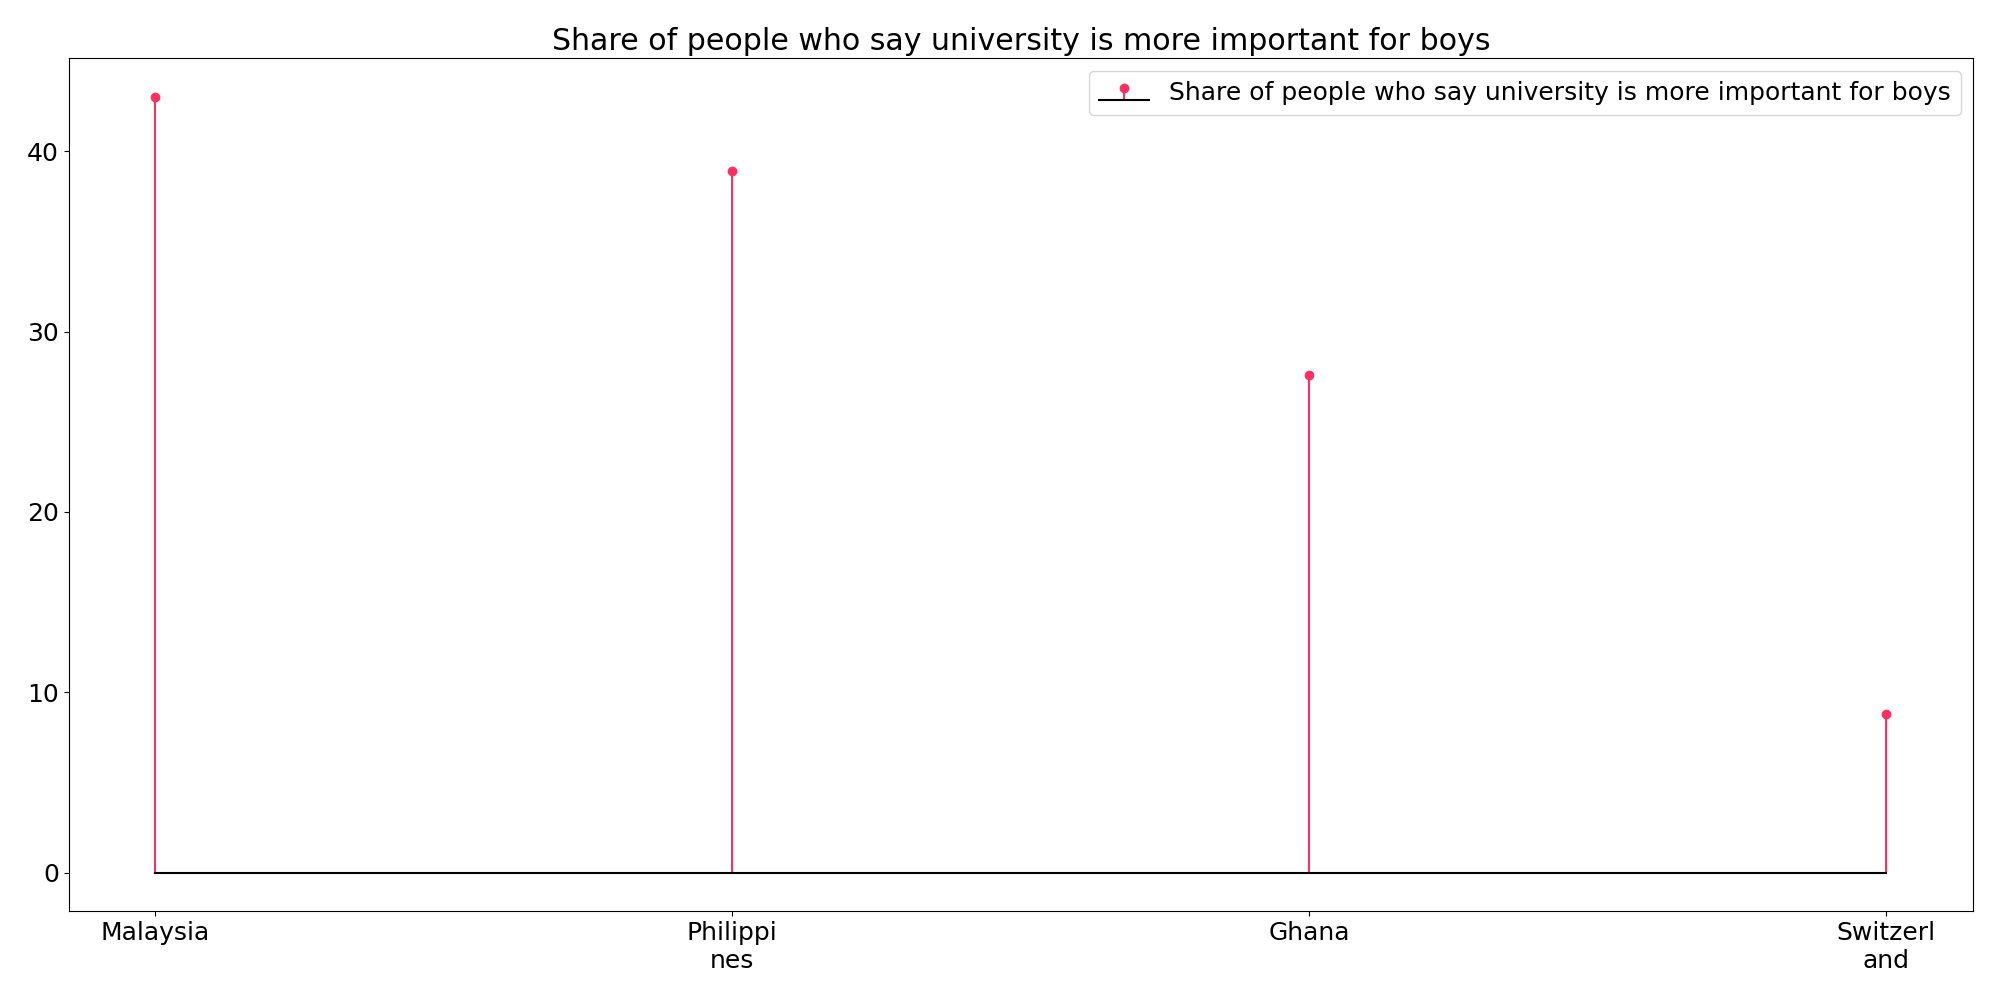 Share of people who say university is more important for boys
Share of people who say university is more important for boys
40
30
20
10
0
Malaysia
Philippi
nes
Ghana
Switzerl
and